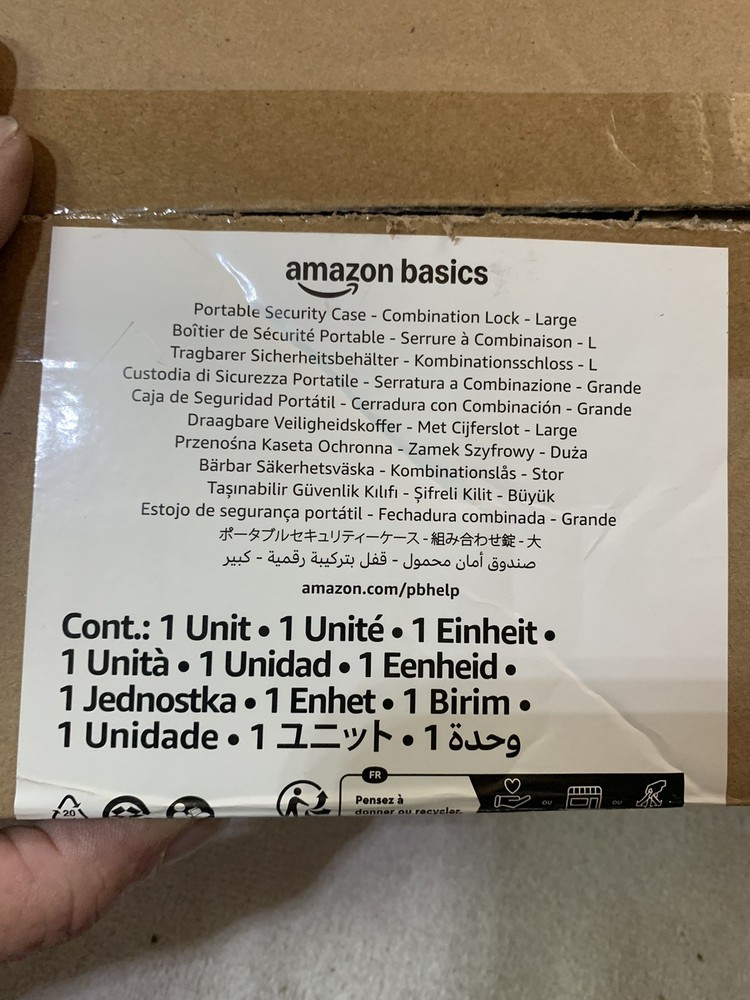 amazon basics
Portable Security Case - Combination Lock - Large
Boîtier de Sécurité Portable - Serrure à Combinaison - L
Tragbarer Sicherheitsbehälter - Kombinationsschloss - L
Custodia di Sicurezza Portatile - Serratura a Combinazione - Grande
Caja de Seguridad Portátil - Cerradura con Combinación - Grande
Draagbare Veiligheidskoffer - Met Cijferslot - Large
Przenośna Kaseta Ochronna - Zamek Szyfrowy - Duża
Bärbar Säkerhetsväska - Kombinationslås - Stor
Taşınabilir Güvenlik Kılıfı - Şifreli Kilit - Büyük
Estojo de segurança portátil - Fechadura combinada - Grande
ポータブルセキュリティーケース - 組み合わせ錠 - 大
صندوق أمان محمول - قفل بتركيبة رقمية - كبير
amazon.com/pbhelp
Cont.: 1 Unit • 1 Unité • 1 Einheit •
1 Unità • 1 Unidad • 1 Eenheid •
1 Jednostka • 1 Enhet • 1 Birim •
1 Unidade • 1 ユニット • 1 وحدة
20
FR
Pensez à
donner ou recycler.
OU
OU